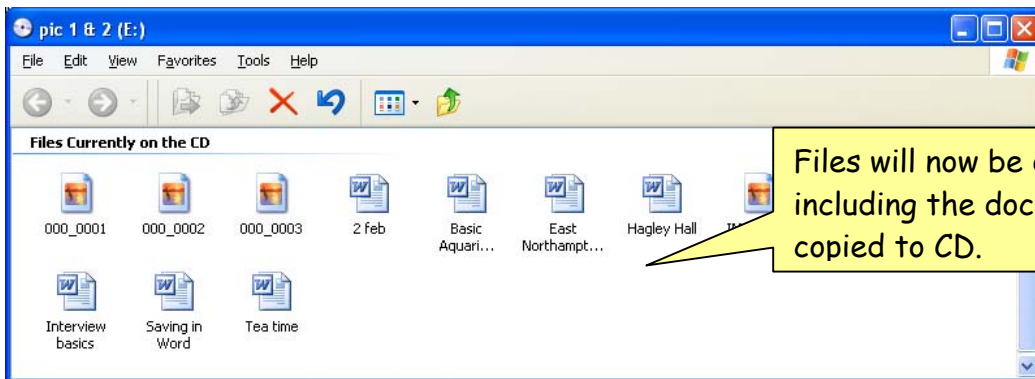 pic 1 & 2 (E:)
File Edit View Favorites Tools Help
Files Currently on the CD
000_0001 000_0002 000_0003 2 feb Basic Aquari... East Northampt... Hagley Hall
Interview basics Saving in Word Tea time
Files will now be
including the
copied to CD.